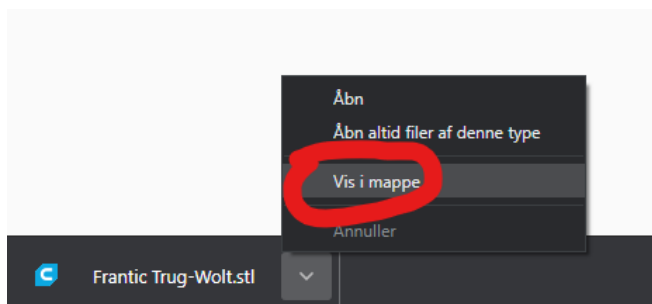 Åbn
Åbn altid filer af denne type
Vis i mappe
Annuller
Frantic Trug-Wolt.stl